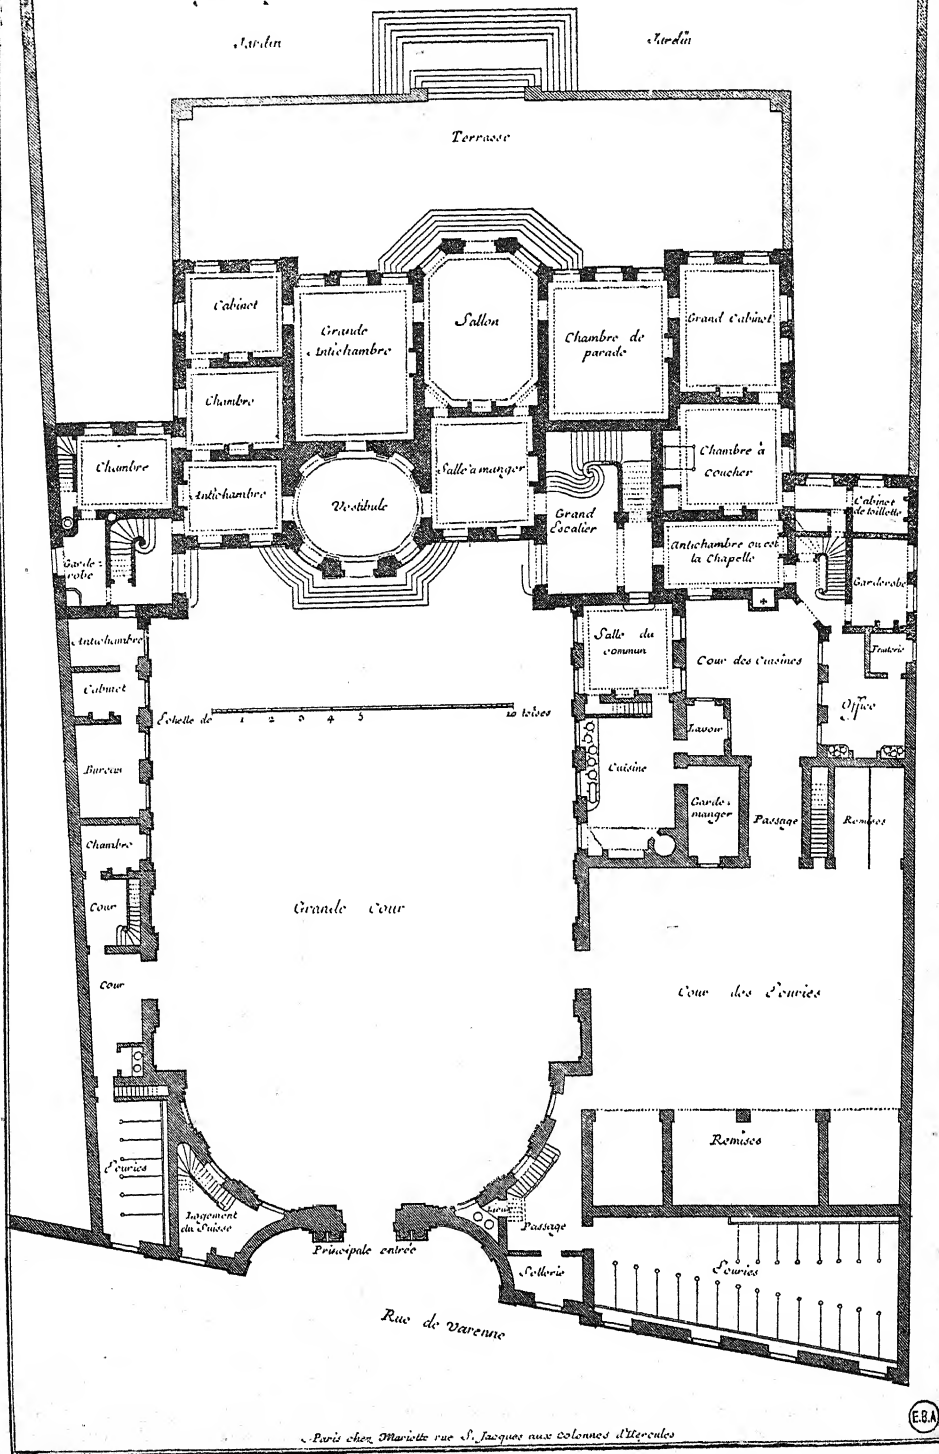 Jardin
Jardin
Terrasse
Cabinet
Grande
Antichambre
Sallon
Chambre de
parade
Grand Cabinet
Chambre
Chambre à
coucher
Chambre
Antichambre
Vestibule
Salle a manger
Grand
Escalier
Cabinet
de toillette
Antichambre ou est
la Chapelle
Garde=
robe
Garderobe
Antichambre
Salle du
commun
Cour des Cuisines
Fruiterie
Cabinet
Office
Echelle de 1 2 3 4 5 10 toises
Lavoir
Bureau
Cuisine
Garde=
manger
Passage
Remises
Chambre
Cour
Grande cour
Cour
Cour des Ecuries
Remises
Ecuries
Logement
du Suisse
Lieux
Passage
Principale entrée
Sellerie
Ecuries
Rue de Varenne
A Paris chez Mariette rue S. Jacques aux colonnes d'Hercules
E.B.A